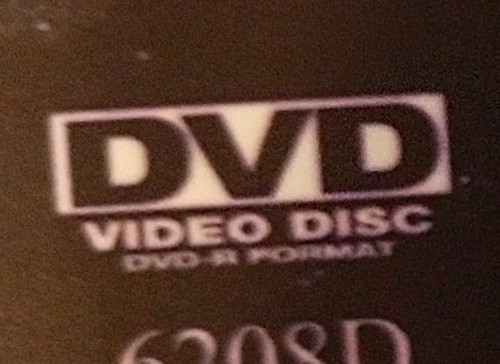 DVD
VIDEO DISC
DVD-R FORMAT
6208D